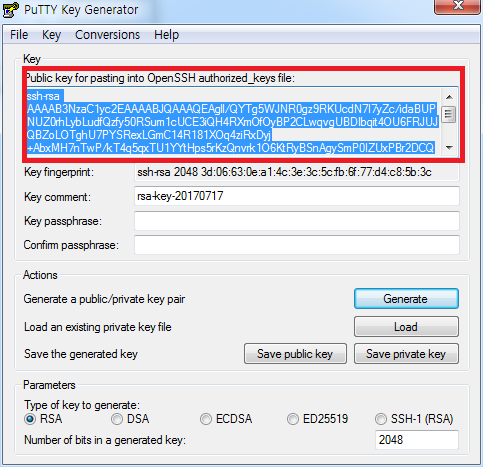 PuTTY Key Generator
File Key Conversions Help
Key
Public key for pasting into OpenSSH authorized_keys file:
ssh-rsa
AAAAB3NzaC1yc2EAAAABJQAAAQEAgll/QYTg5WJNR0gz9RKUcdN7l7yZc/idaBUP
NUZ0rhLybLudfQzfy50RSum1cUCE3iQH4RXmOfOyBP2CLwqvgUBDlbqit4OU6FRJUJ
QBZoLOTghU7PYSRexLGmC14R181XOq4ziRxDyj
+AbxMH7nTwP/kT4q5qxTU1YYtHps5rKzQnvrk1O6KtRyBSnAgySmP0IZUxPBr2DCQ
Key fingerprint: ssh-rsa 2048 3d:06:63:0e:a1:4c:3e:3c:5c:fb:6f:77:d4:c8:5b:3c
Key comment: rsa-key-20170717
Key passphrase:
Confirm passphrase:
Actions
Generate a public/private key pair Generate
Load an existing private key file Load
Save the generated key Save public key Save private key
Parameters
Type of key to generate:
RSA DSA ECDSA ED25519 SSH-1 (RSA)
Number of bits in a generated key: 2048